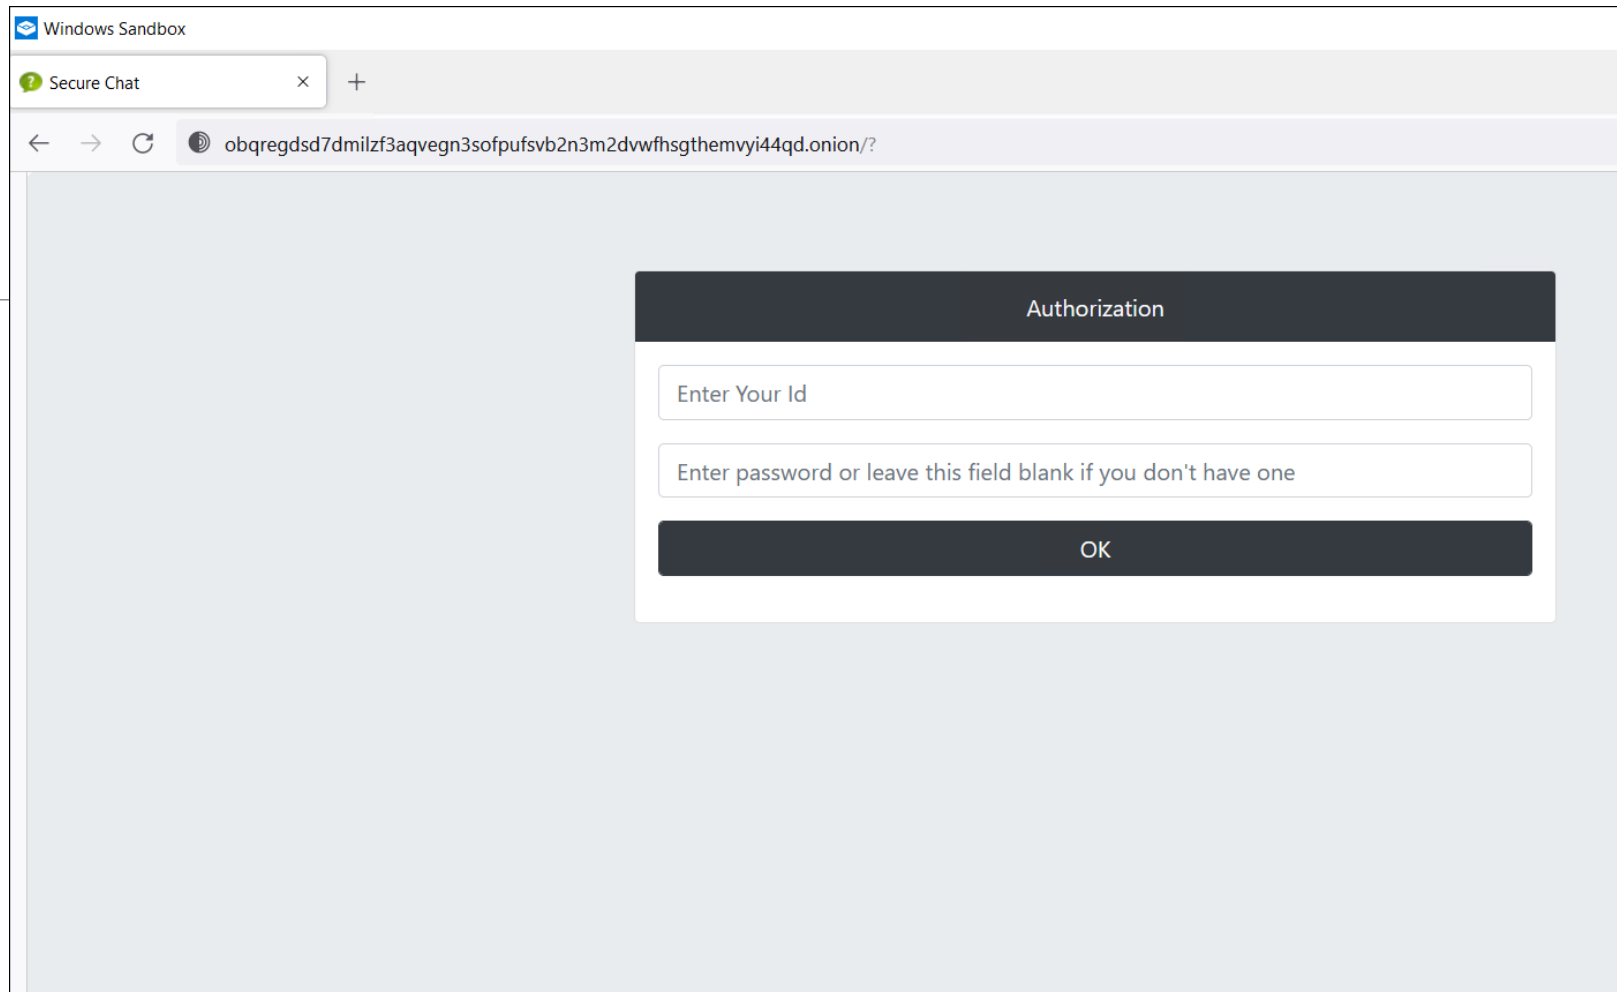 Windows Sandbox
Secure Chat
obqregdsd7dmilzf3aqvegn3sofpufsvb2n3m2dvwfhsgthemvyi44qd.onion/?
Authorization
Enter Your Id
Enter password or leave this field blank if you don't have one
OK